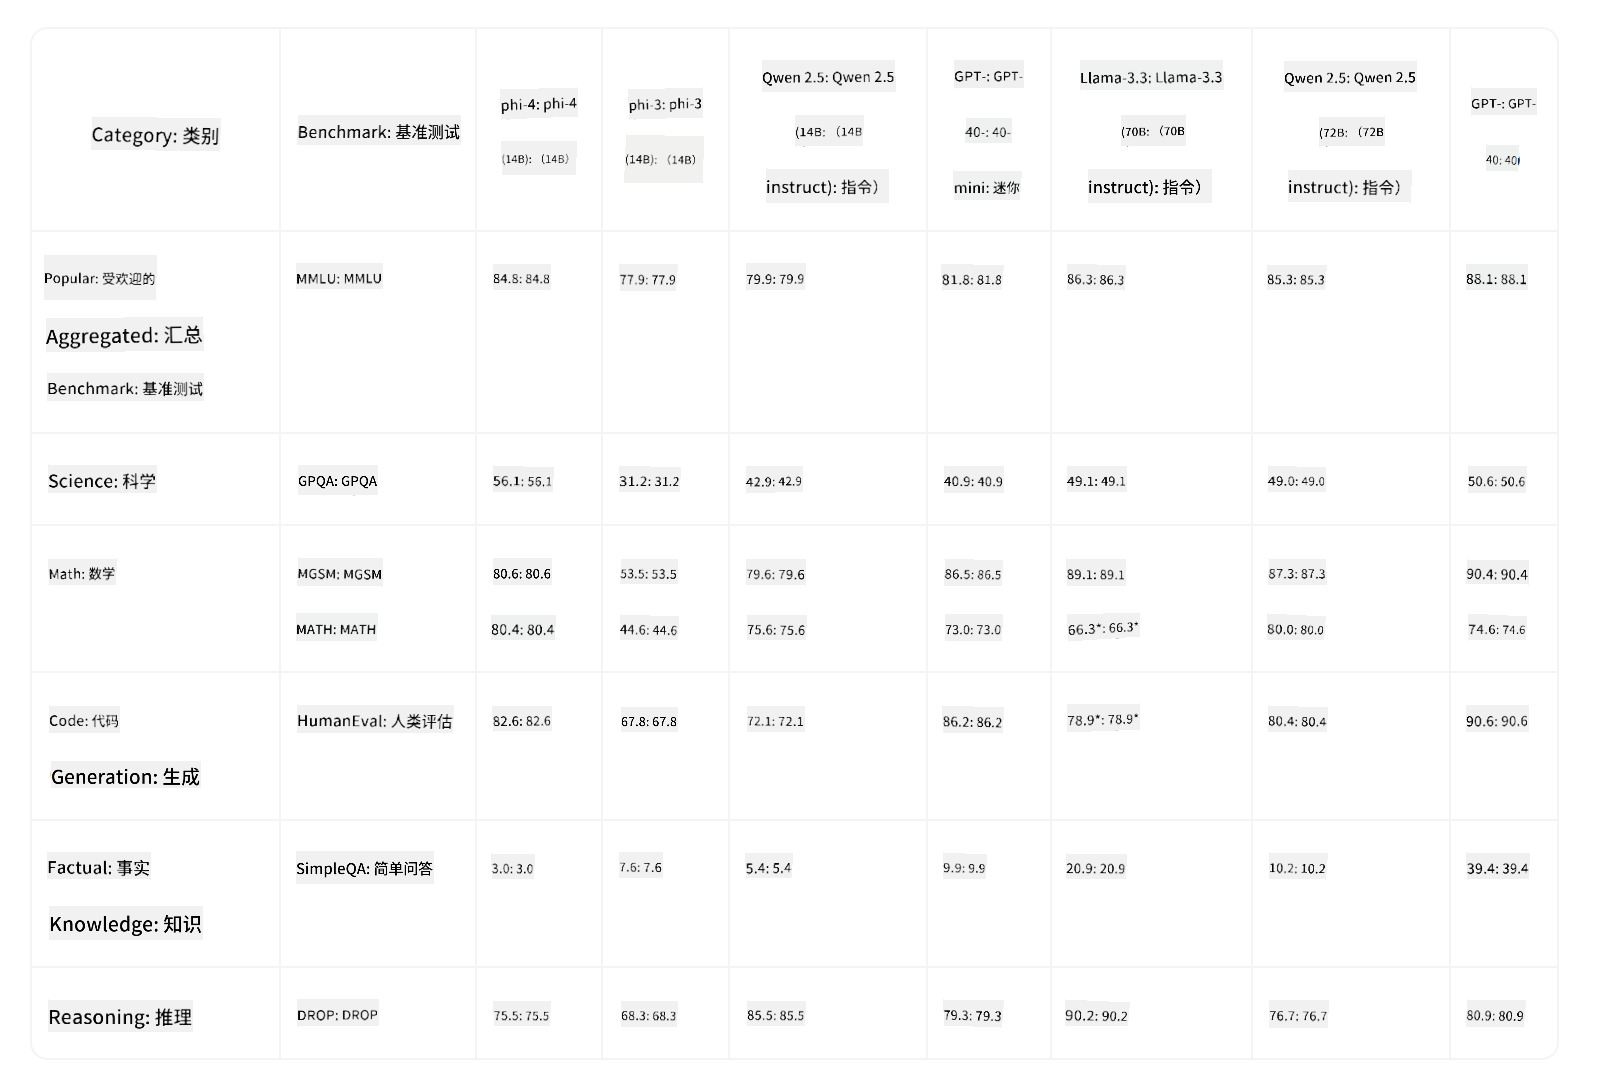 Category: 类别
Benchmark: 基准测试
phi-4: phi-4
(14B): （14B）
phi-3: phi-3
(14B): （14B）
Qwen 2.5: Qwen 2.5
(14B: （14B
instruct): 指令）
GPT-: GPT-
40-: 40-
mini: 迷你
Llama-3.3: Llama-3.3
(70B: （70B
instruct): 指令）
Qwen 2.5: Qwen 2.5
(72B: （72B
instruct): 指令）
GPT-: GPT-
40: 40
Popular: 受欢迎的
Aggregated: 汇总
Benchmark: 基准测试
MMLU: MMLU
84.8: 84.8
77.9: 77.9
79.9: 79.9
81.8: 81.8
86.3: 86.3
85.3: 85.3
88.1: 88.1
Science: 科学
GPQA: GPQA
56.1: 56.1
31.2: 31.2
42.9: 42.9
40.9: 40.9
49.1: 49.1
49.0: 49.0
50.6: 50.6
Math: 数学
MGSM: MGSM
80.6: 80.6
53.5: 53.5
79.6: 79.6
86.5: 86.5
89.1: 89.1
87.3: 87.3
90.4: 90.4
MATH: MATH
80.4: 80.4
44.6: 44.6
75.6: 75.6
73.0: 73.0
66.3*: 66.3*
80.0: 80.0
74.6: 74.6
Code: 代码
Generation: 生成
HumanEval: 人类评估
82.6: 82.6
67.8: 67.8
72.1: 72.1
86.2: 86.2
78.9*: 78.9*
80.4: 80.4
90.6: 90.6
Factual: 事实
Knowledge: 知识
SimpleQA: 简单问答
3.0: 3.0
7.6: 7.6
5.4: 5.4
9.9: 9.9
20.9: 20.9
10.2: 10.2
39.4: 39.4
Reasoning: 推理
DROP: DROP
75.5: 75.5
68.3: 68.3
85.5: 85.5
79.3: 79.3
90.2: 90.2
76.7: 76.7
80.9: 80.9